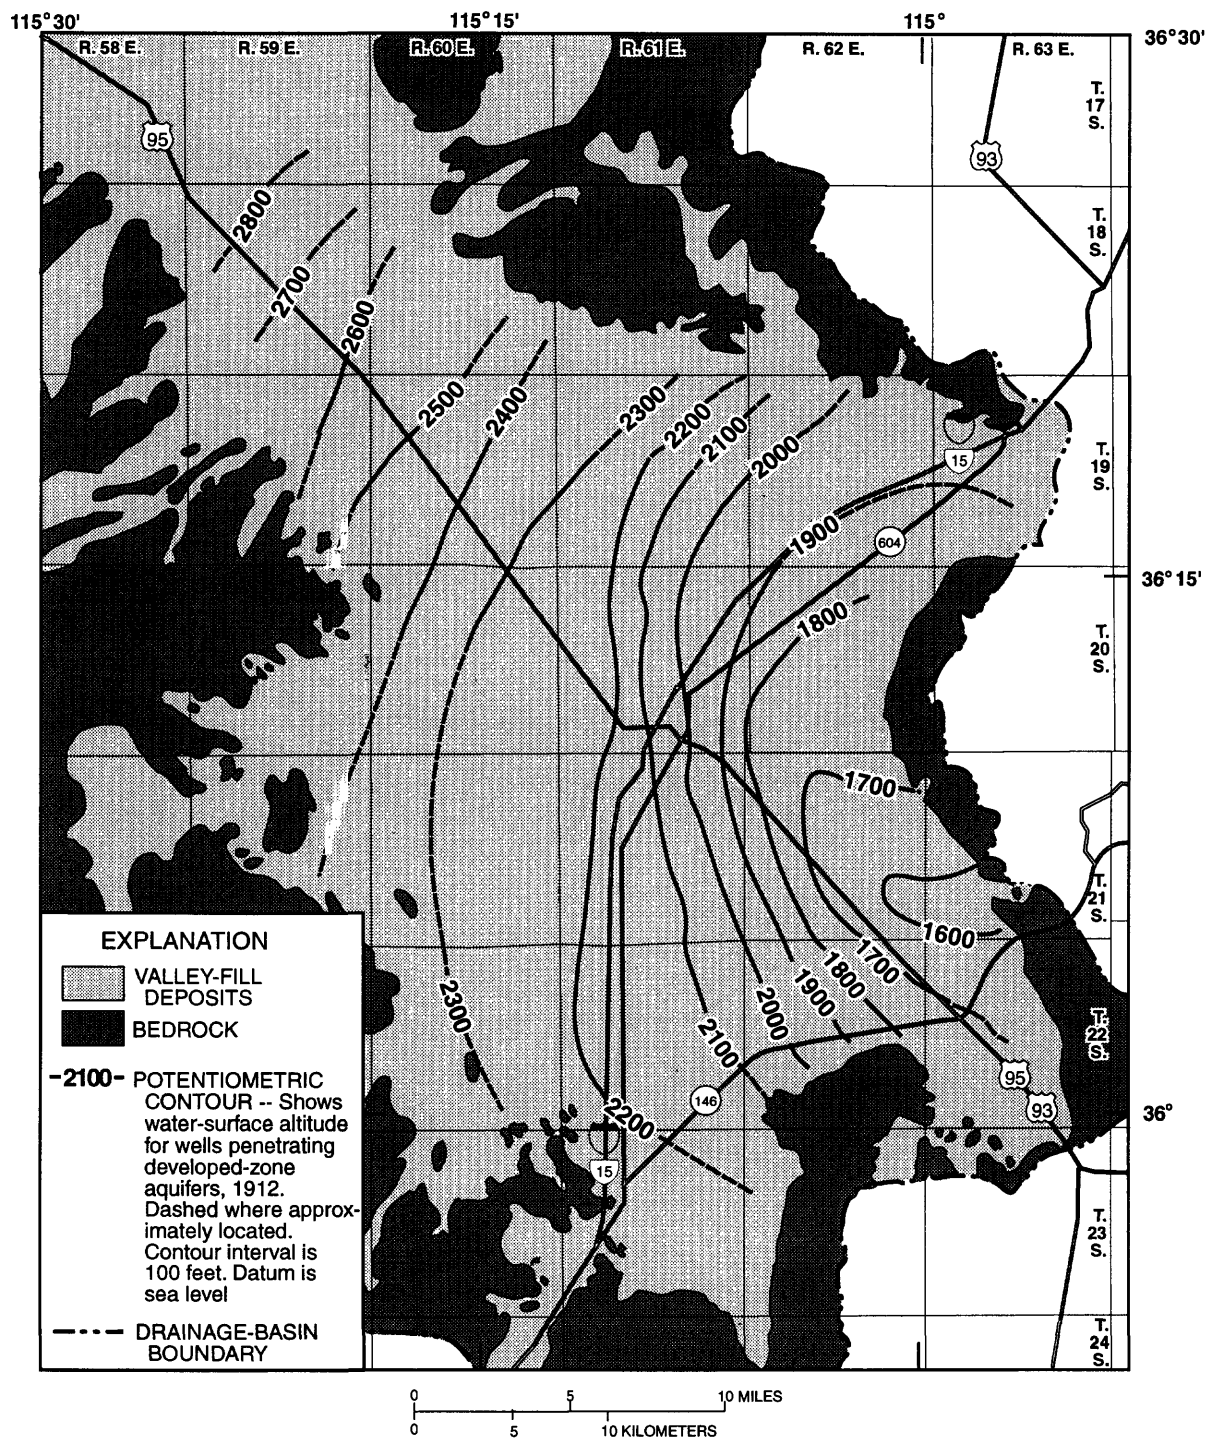 115° 30' 115° 15' 115°
R. 58 E. R. 59 E. R. 60 E. R. 61 E. R. 62 E. R. 63 E. 36° 30'
T. 17 S.
95
93
2800
T. 18 S.
2700
2600
2500
2400
2300
2200
2100
2000
15
T. 19 S.
1900
604
36° 15'
1800
T. 20 S.
1700
T. 21 S.
1600
1700
1800
1900
2000
2100
2300
T. 22 S.
95
146
93
36°
2200
15
T. 23 S.
T. 24 S.
EXPLANATION
VALLEY-FILL
DEPOSITS
BEDROCK
-2100- POTENTIOMETRIC
CONTOUR -- Shows
water-surface altitude
for wells penetrating
developed-zone
aquifers, 1912.
Dashed where approx-
imately located.
Contour interval is
100 feet. Datum is
sea level
DRAINAGE-BASIN
BOUNDARY
0 5 10 MILES
0 5 10 KILOMETERS